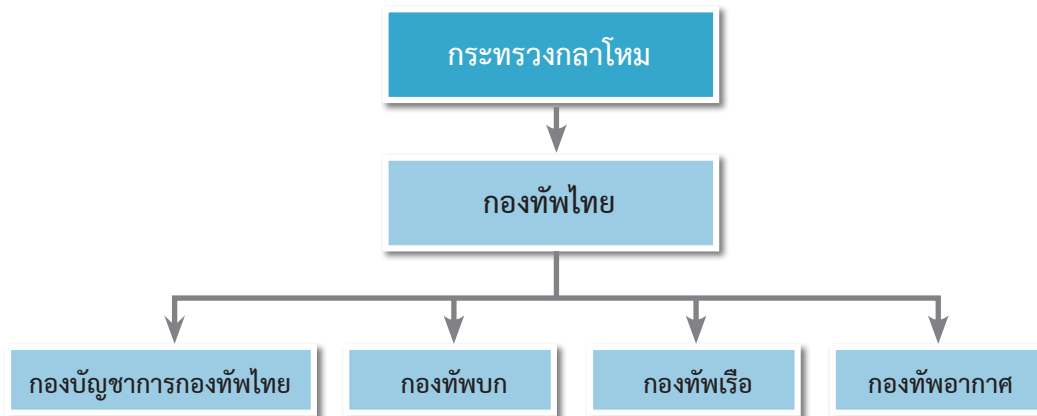 กระทรวงกลาโหม
กองทัพไทย
กองบัญชาการกองทัพไทย
กองทัพบก
กองทัพเรือ
กองทัพอากาศ